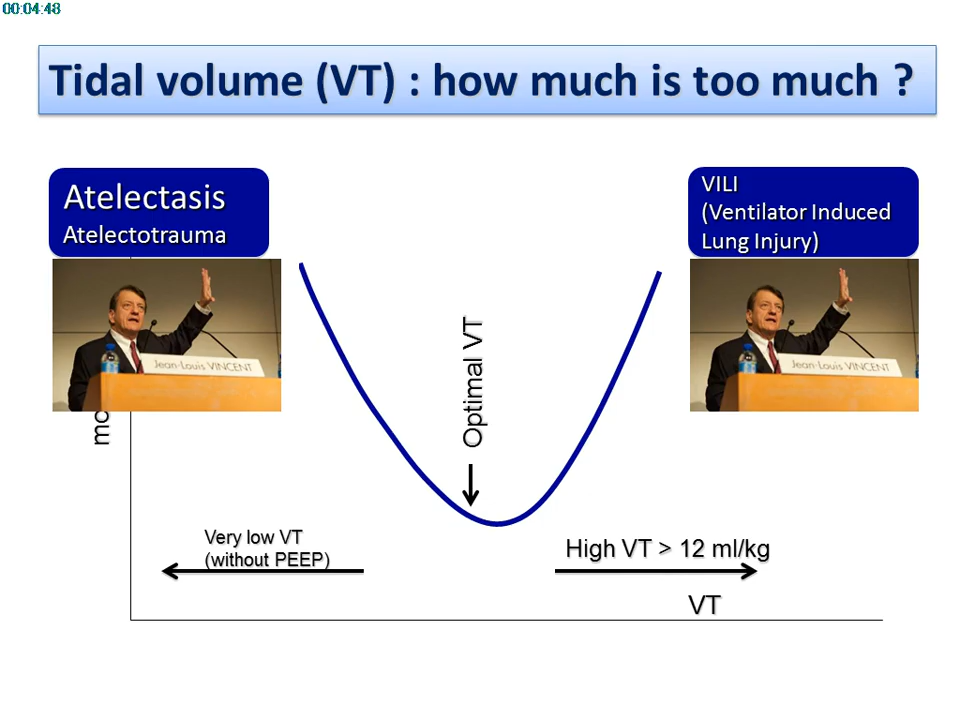 00:04:48
Tidal volume (VT) : how much is too much ?
Atelectasis
Atelectotrauma
VILI
(Ventilator Induced
Lung Injury)
Jean-Louis VINCENT
Jean-Louis VINCENT
Optimal VT
Very low VT
(without PEEP)
High VT > 12 ml/kg
VT